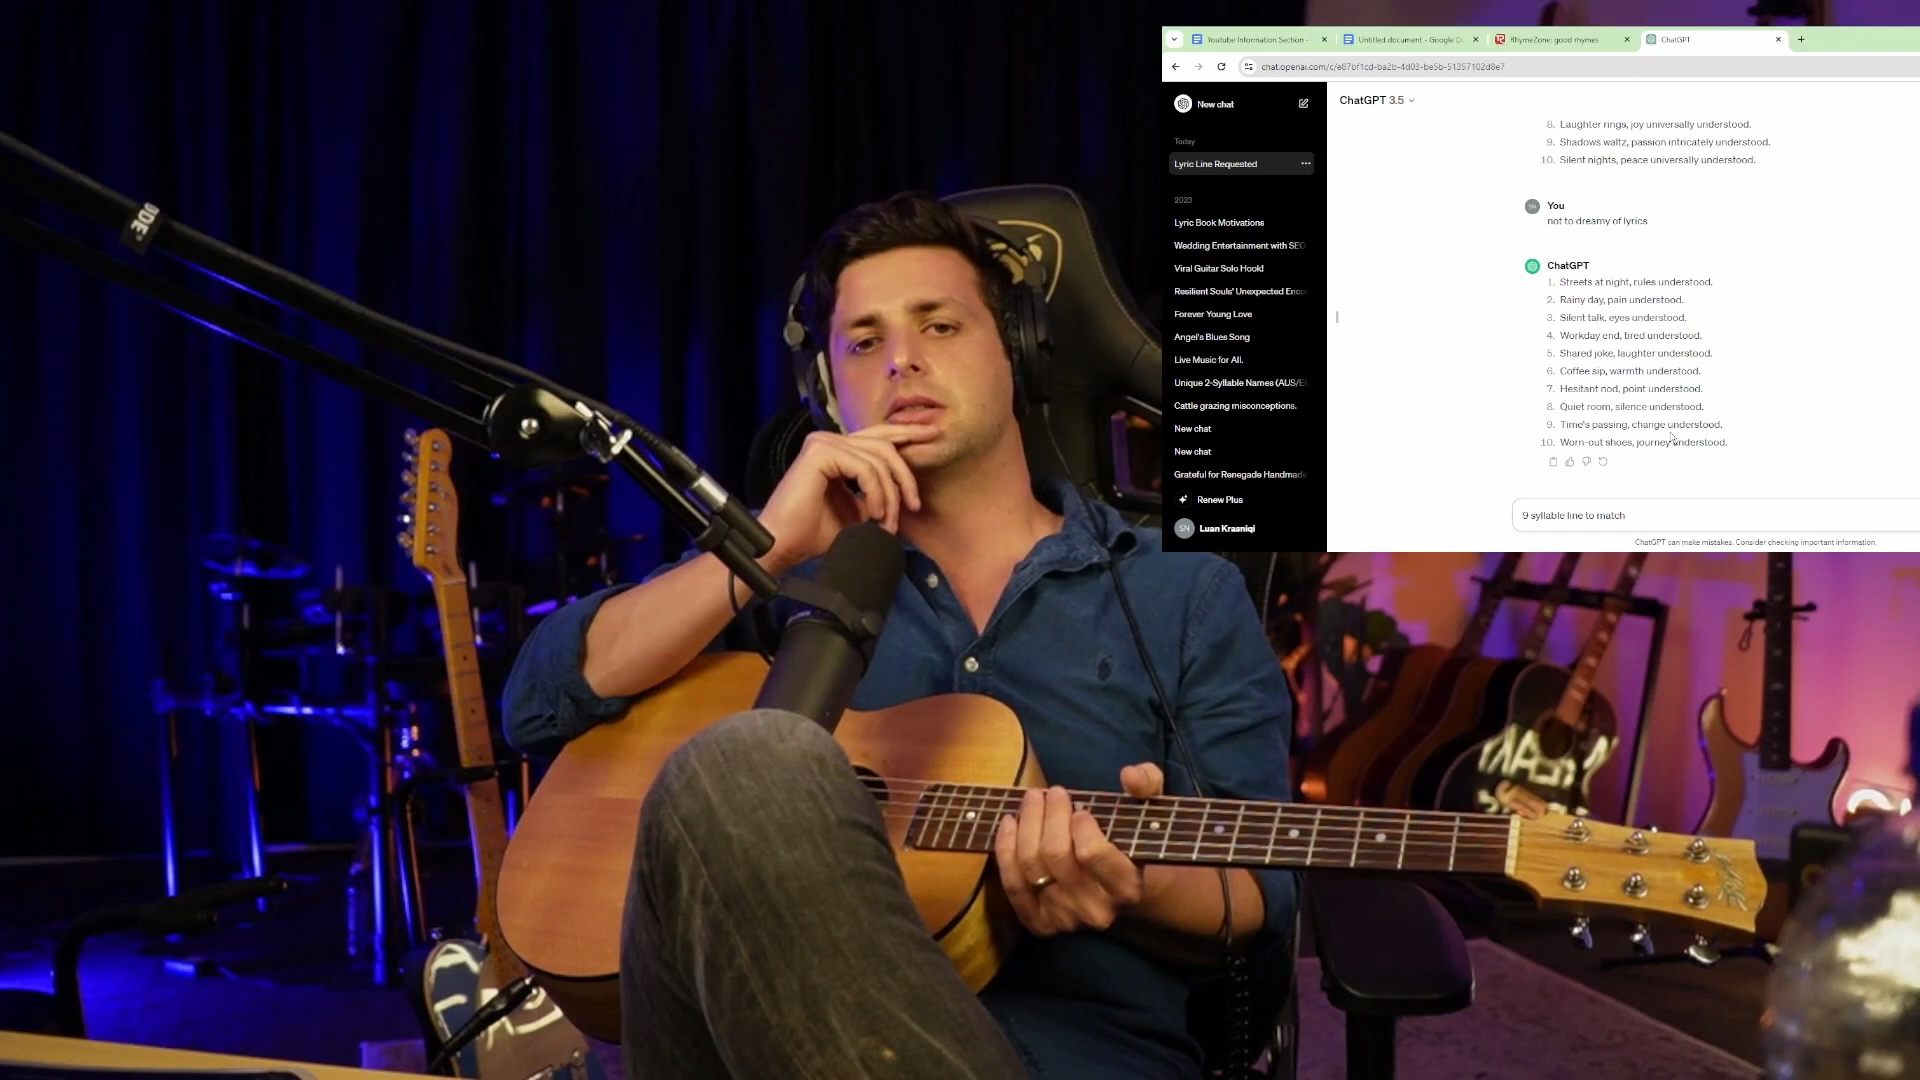 Youtube Information Section -
Untitled document - Google D
RhymeZone: good rhymes
ChatGPT
chat.openai.com/c/e87bf1cd-ba2b-4d03-be5b-51357102d8e7
New chat
ChatGPT 3.5
Today
Lyric Line Requested
2023
Lyric Book Motivations
Wedding Entertainment with SEO
Viral Guitar Solo Hook!
Resilient Souls' Unexpected Enco
Forever Young Love
Angel's Blues Song
Live Music for All.
Unique 2-Syllable Names (AUS/E
Cattle grazing misconceptions.
New chat
New chat
Grateful for Renegade Handmade
Renew Plus
SN Luan Krasniqi
8. Laughter rings, joy universally understood.
9. Shadows waltz, passion intricately understood.
10. Silent nights, peace universally understood.
SN You
not to dreamy of lyrics
ChatGPT
1. Streets at night, rules understood.
2. Rainy day, pain understood.
3. Silent talk, eyes understood.
4. Workday end, tired understood.
5. Shared joke, laughter understood.
6. Coffee sip, warmth understood.
7. Hesitant nod, point understood.
8. Quiet room, silence understood.
9. Time's passing, change understood.
10. Worn-out shoes, journey understood.
9 syllable line to match
ChatGPT can make mistakes. Consider checking important information.